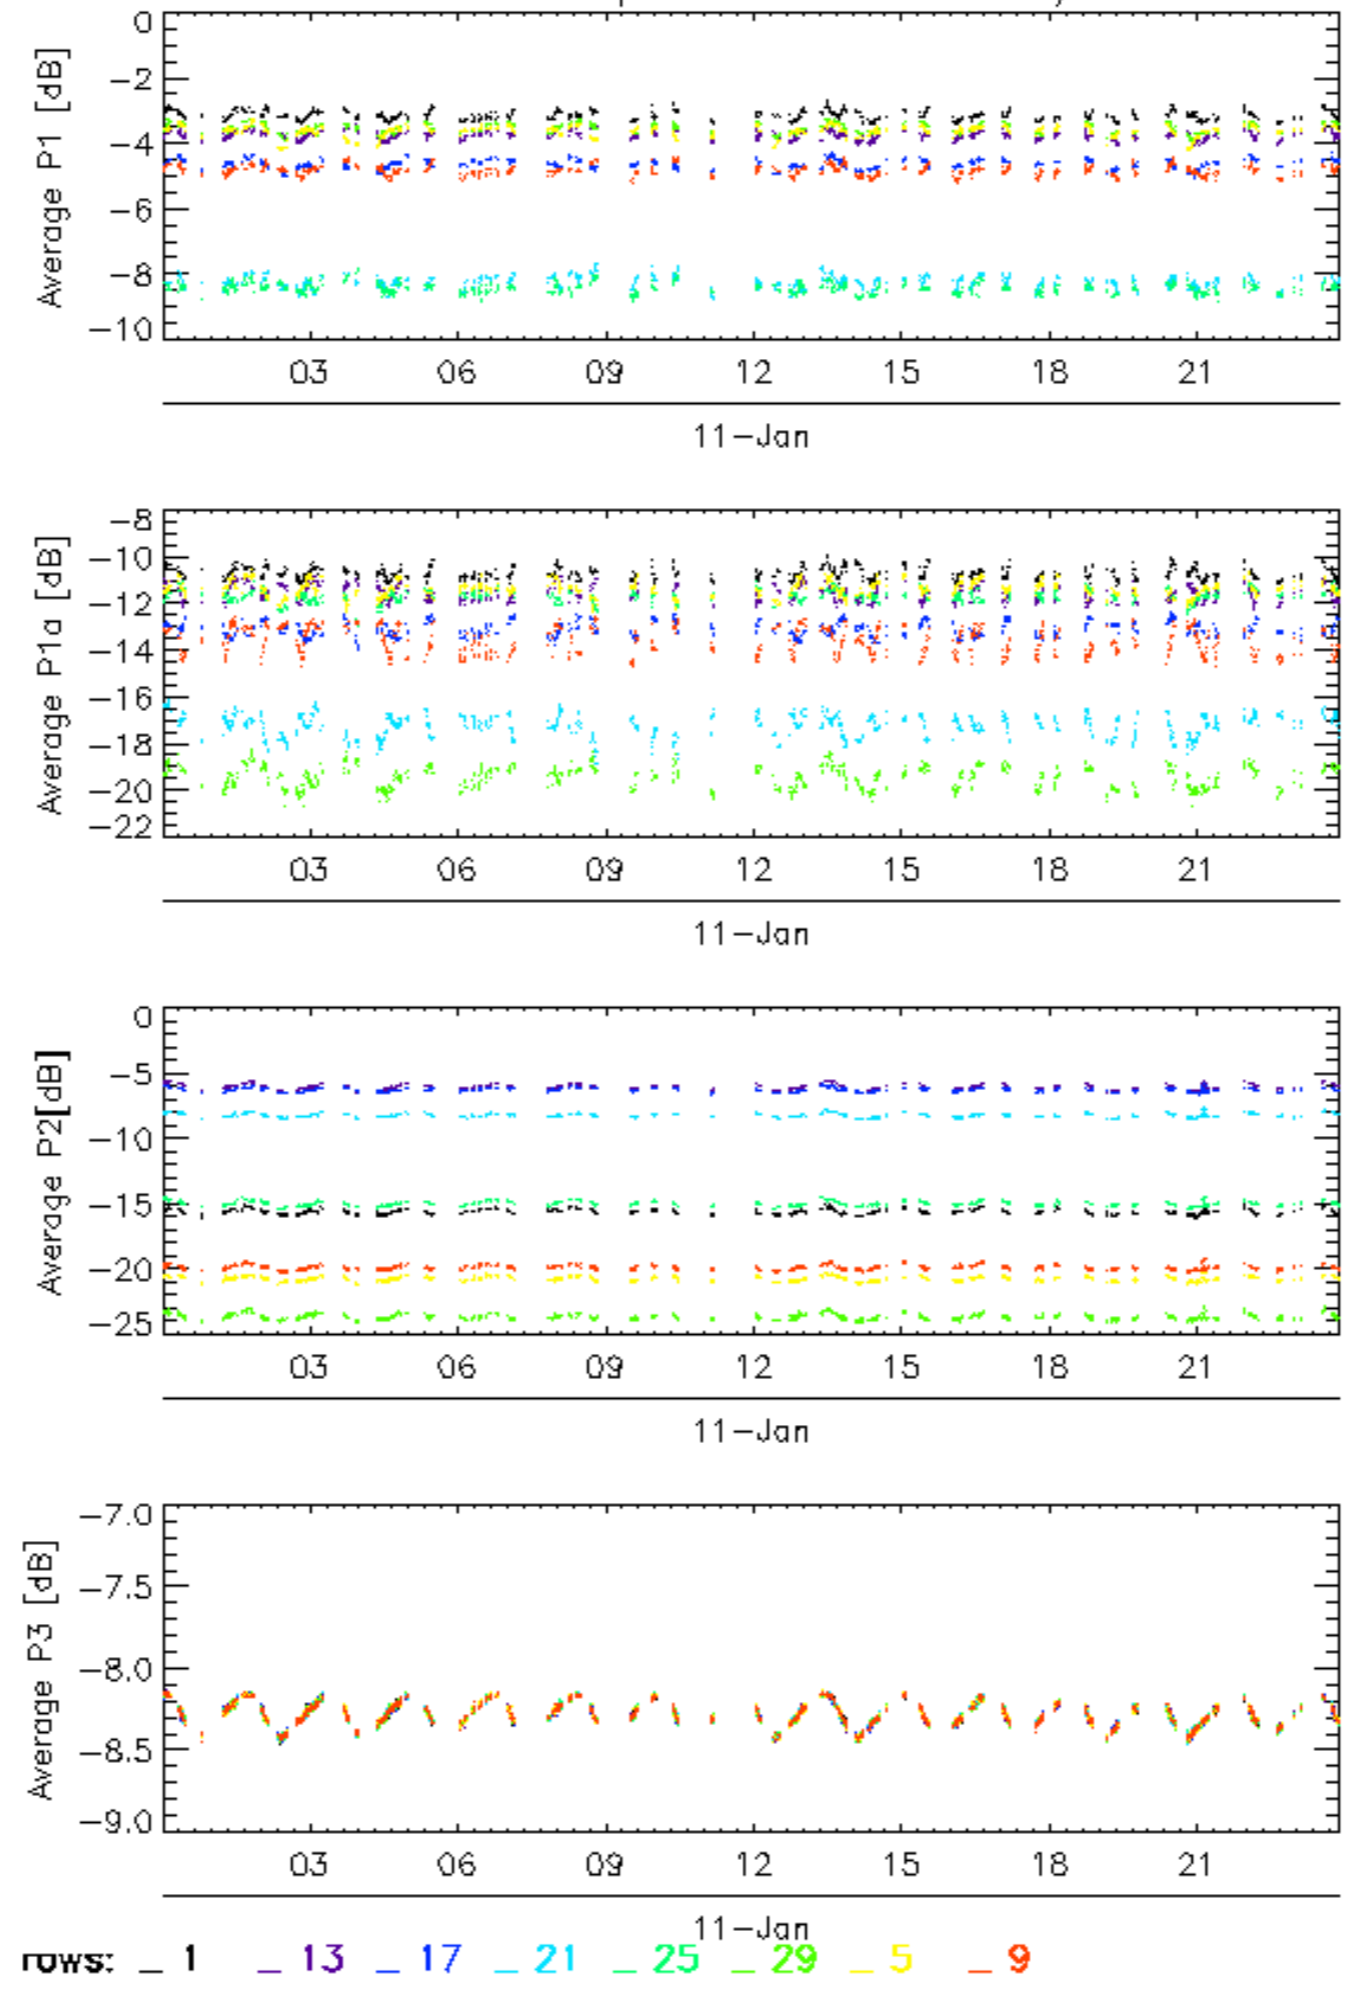 0
−2
−4
−6
−8
−10
Average P1 [dB]
03 06 09 12 15 18 21
11−Jan
−8
−10
−12
−14
−16
−18
−20
−22
Average P1a [dB]
03 06 09 12 15 18 21
11−Jan
0
−5
−10
−15
−20
−25
Average P2[dB]
03 06 09 12 15 18 21
11−Jan
−7.0
−7.5
−8.0
−8.5
−9.0
Average P3 [dB]
03 06 09 12 15 18 21
11−Jan
rows: _ 1 _ 13 _ 17 _ 21 _ 25 _ 29 _ 5 _ 9